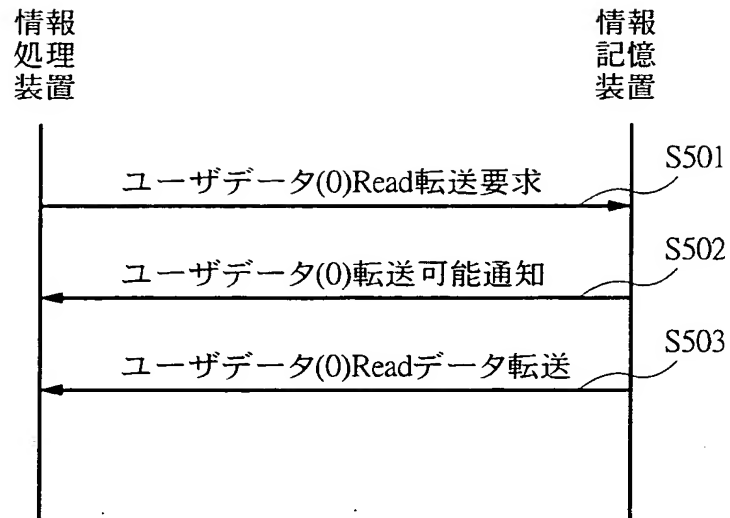 情報
処理
装置
情報
記憶
装置
ユーザデータ(0)Read転送要求
S501
ユーザデータ(0)転送可能通知
S502
ユーザデータ(0)Readデータ転送
S503